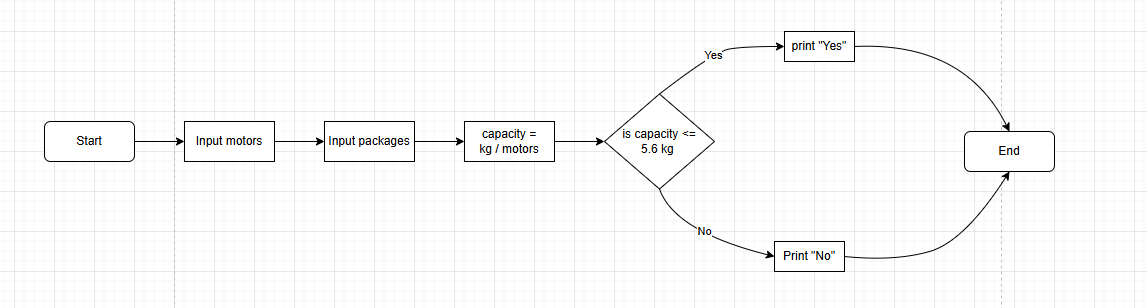 Start
Input motors
Input packages
capacity =
kg / motors
is capacity <=
5.6 kg
Yes
print "Yes"
No
Print "No"
End